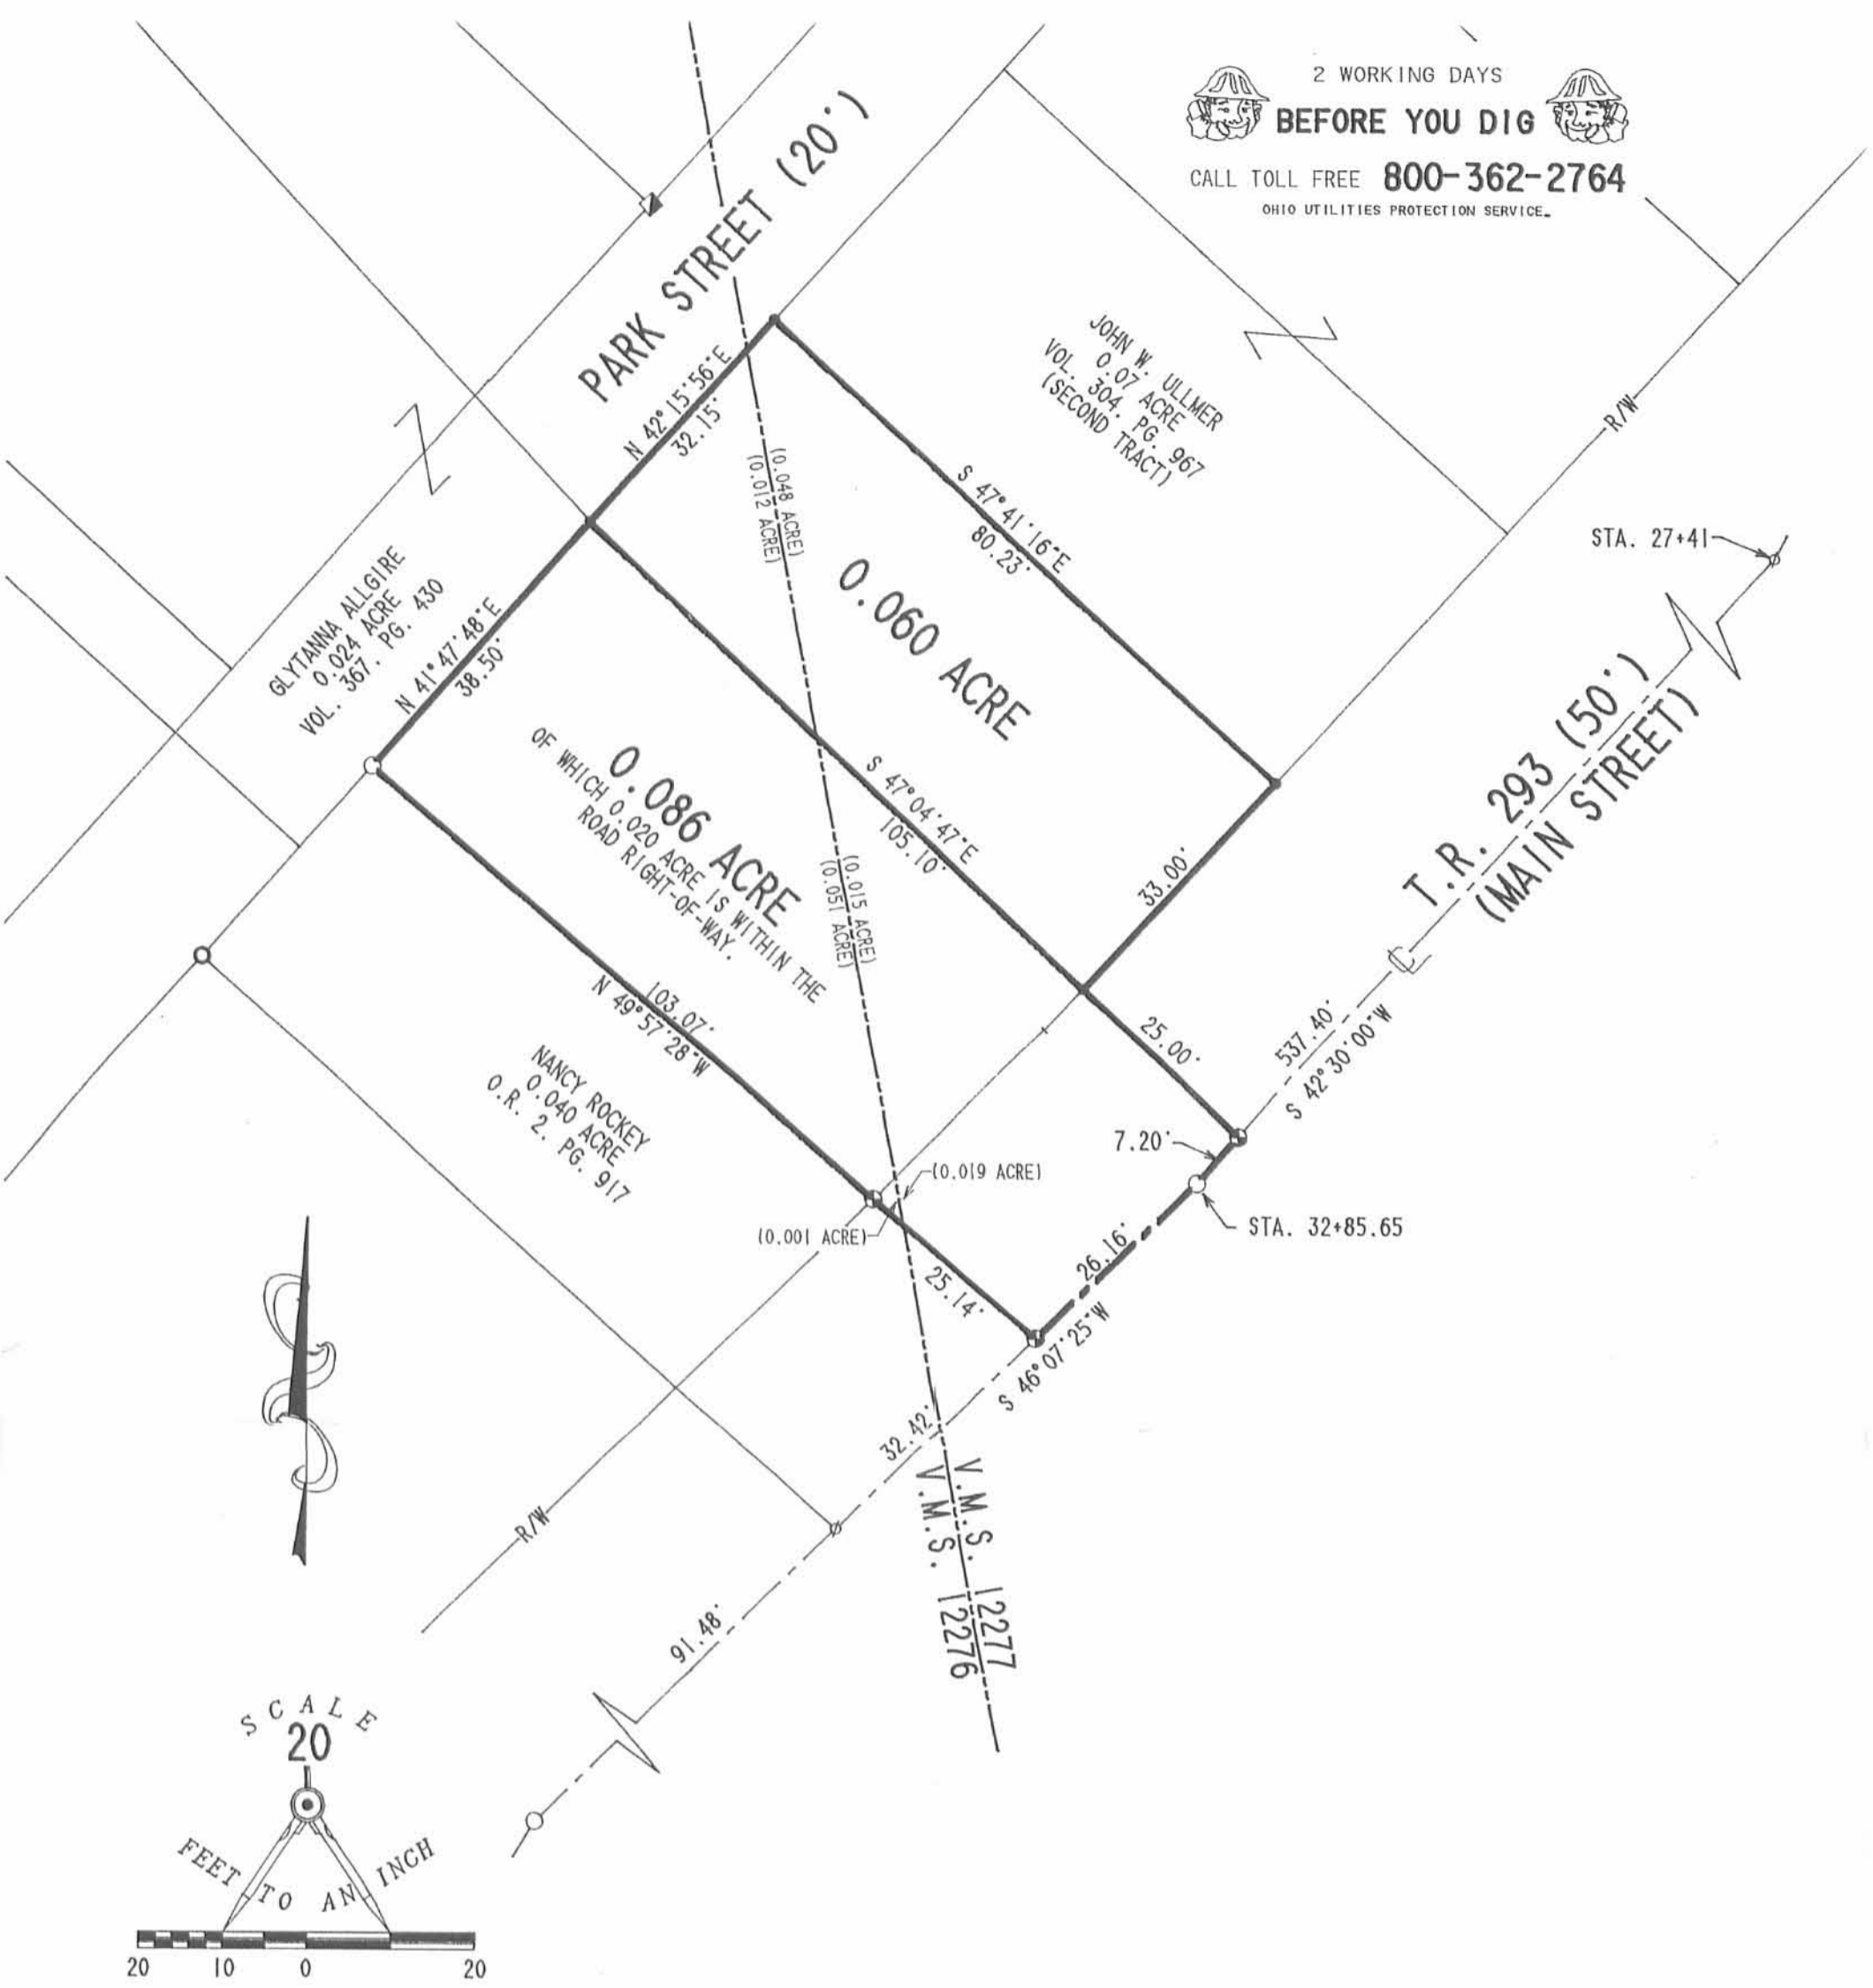 2 WORKING DAYS
BEFORE YOU DIG
CALL TOLL FREE 800-362-2764
OHIO UTILITIES PROTECTION SERVICE.
PARK STREET (20')
N 42°15'56"E
32.15'
JOHN W. ULLMER
0.07 ACRE
VOL. 304, PG. 967
(SECOND TRACT)
R/W
S 47°41'16"E
80.23'
(0.048 ACRE)
(0.012 ACRE)
STA. 27+41
0.060 ACRE
GLYTANNA ALLGIRE
0.024 ACRE
VOL. 367, PG. 430
N 41°47'48"E
38.50'
0.086 ACRE
OF WHICH 0.020 ACRE IS WITHIN THE
ROAD RIGHT-OF-WAY.
S 47°04'47"E
105.10'
(0.015 ACRE)
(0.051 ACRE)
33.00'
T.R. 293 (50')
(MAIN STREET)
103.07'
N 49°57'28"W
25.00'
537.40'
S 42°30'00"W
NANCY ROCKEY
0.040 ACRE
O.R. 2, PG. 917
7.20'
(0.019 ACRE)
(0.001 ACRE)
STA. 32+85.65
26.16'
25.14'
S 46°07'25"W
32.42'
V.M.S. 12277
V.M.S. 12276
R/W
91.48'
SCALE
20
FEET TO AN INCH
20 10 0 20